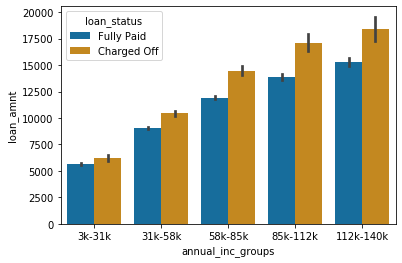 loan_status
Fully Paid
Charged Off
20000
17500
15000
12500
10000
7500
5000
2500
0
loan_amnt
3k-31k 31k-58k 58k-85k 85k-112k 112k-140k
annual_inc_groups